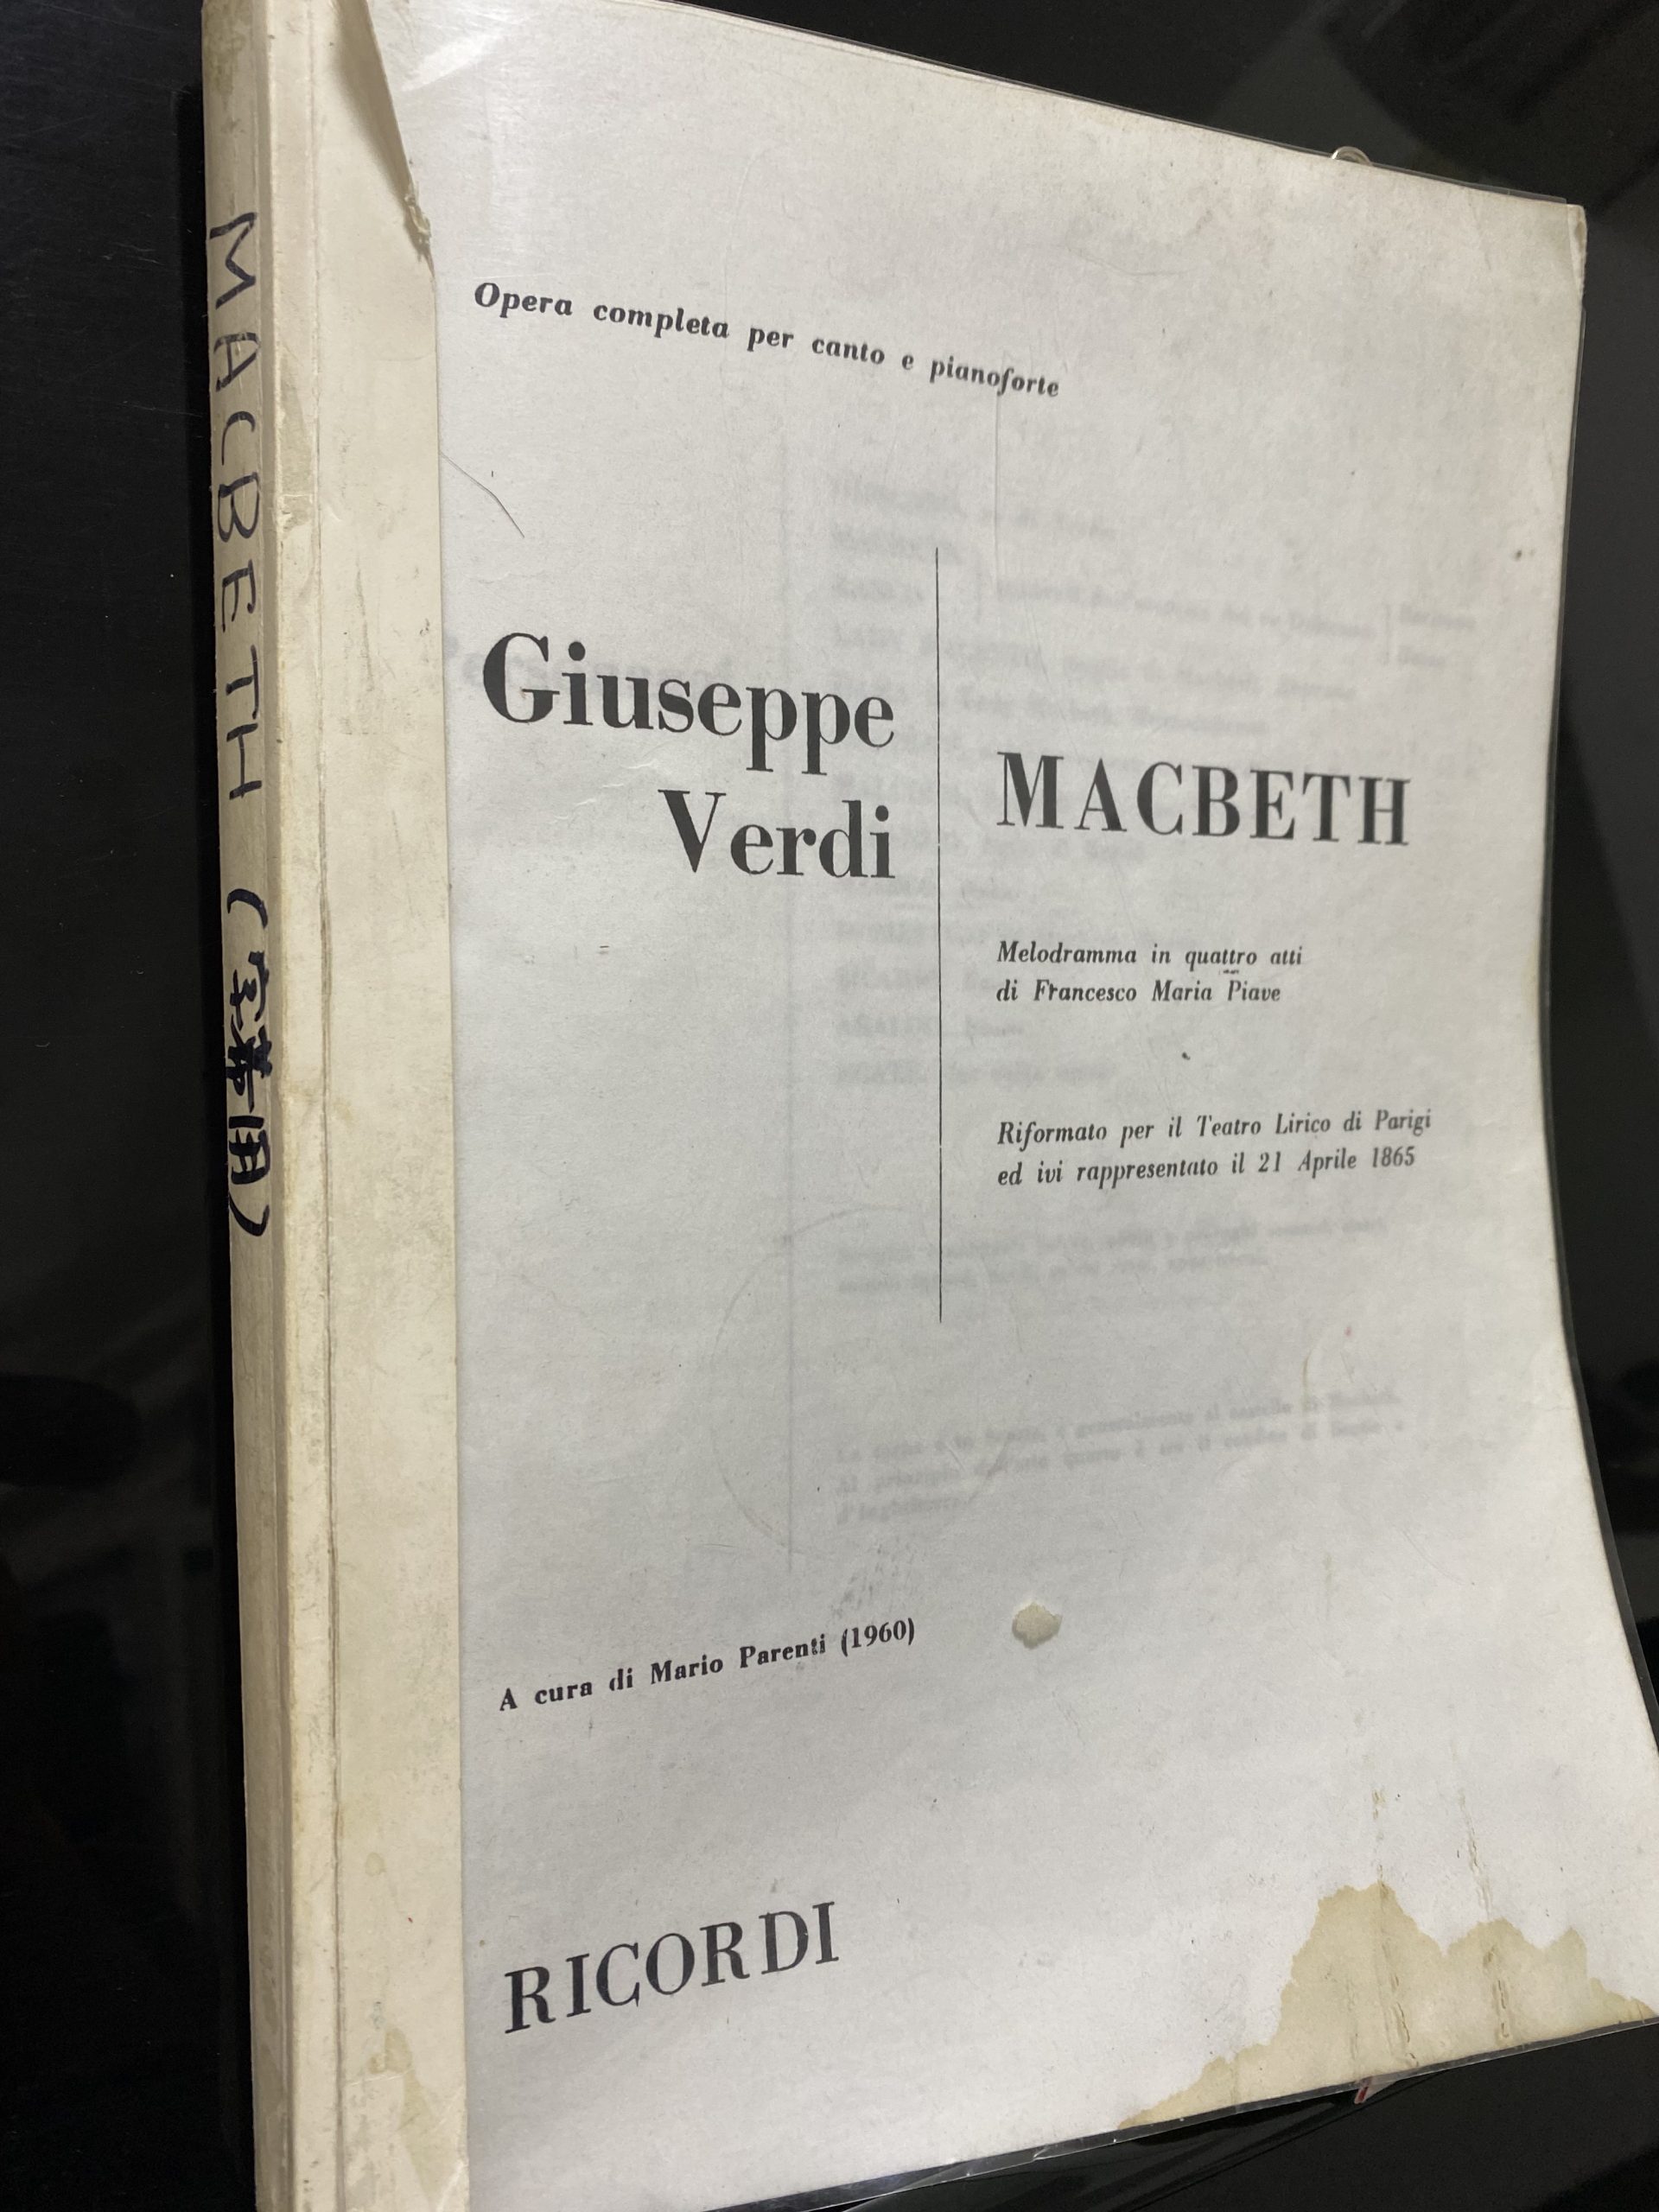 MACBETH
Opera completa per canto e pianoforte
Giuseppe
Verdi
MACBETH
Melodramma in quattro atti
di Francesco Maria Piave
Riformato per il Teatro Lirico di Parigi
ed ivi rappresentato il 21 Aprile 1865
A cura di Mario Parenti (1960)
RICORDI